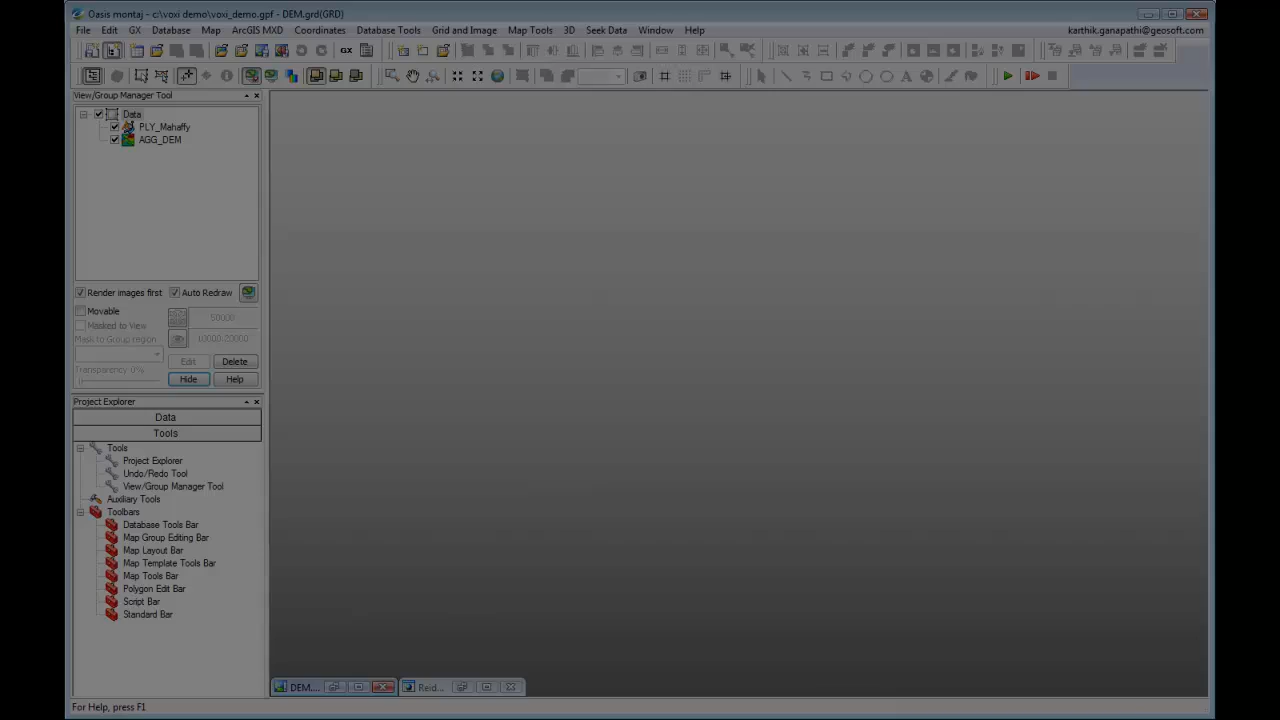 Oasis montaj - c:\voxi demo\voxi_demo.gpf - DEM.grd(GRD)
File Edit GX Database Map ArcGIS MXD Coordinates Database Tools Grid and Image Map Tools 3D Seek Data Window Help karthik.ganapathi@geosoft.com
GX
View/Group Manager Tool
Data
PLY_Mahaffy
AGG_DEM
Render images first Auto Redraw
Movable 50000
Masked to View
Mask to Group region 10000:20000
Edit Delete
Transparency 0%
Hide Help
Project Explorer
Data
Tools
Tools
Project Explorer
Undo/Redo Tool
View/Group Manager Tool
Auxiliary Tools
Toolbars
Database Tools Bar
Map Group Editing Bar
Map Layout Bar
Map Template Tools Bar
Map Tools Bar
Polygon Edit Bar
Script Bar
Standard Bar
DEM.... Reid...
For Help, press F1